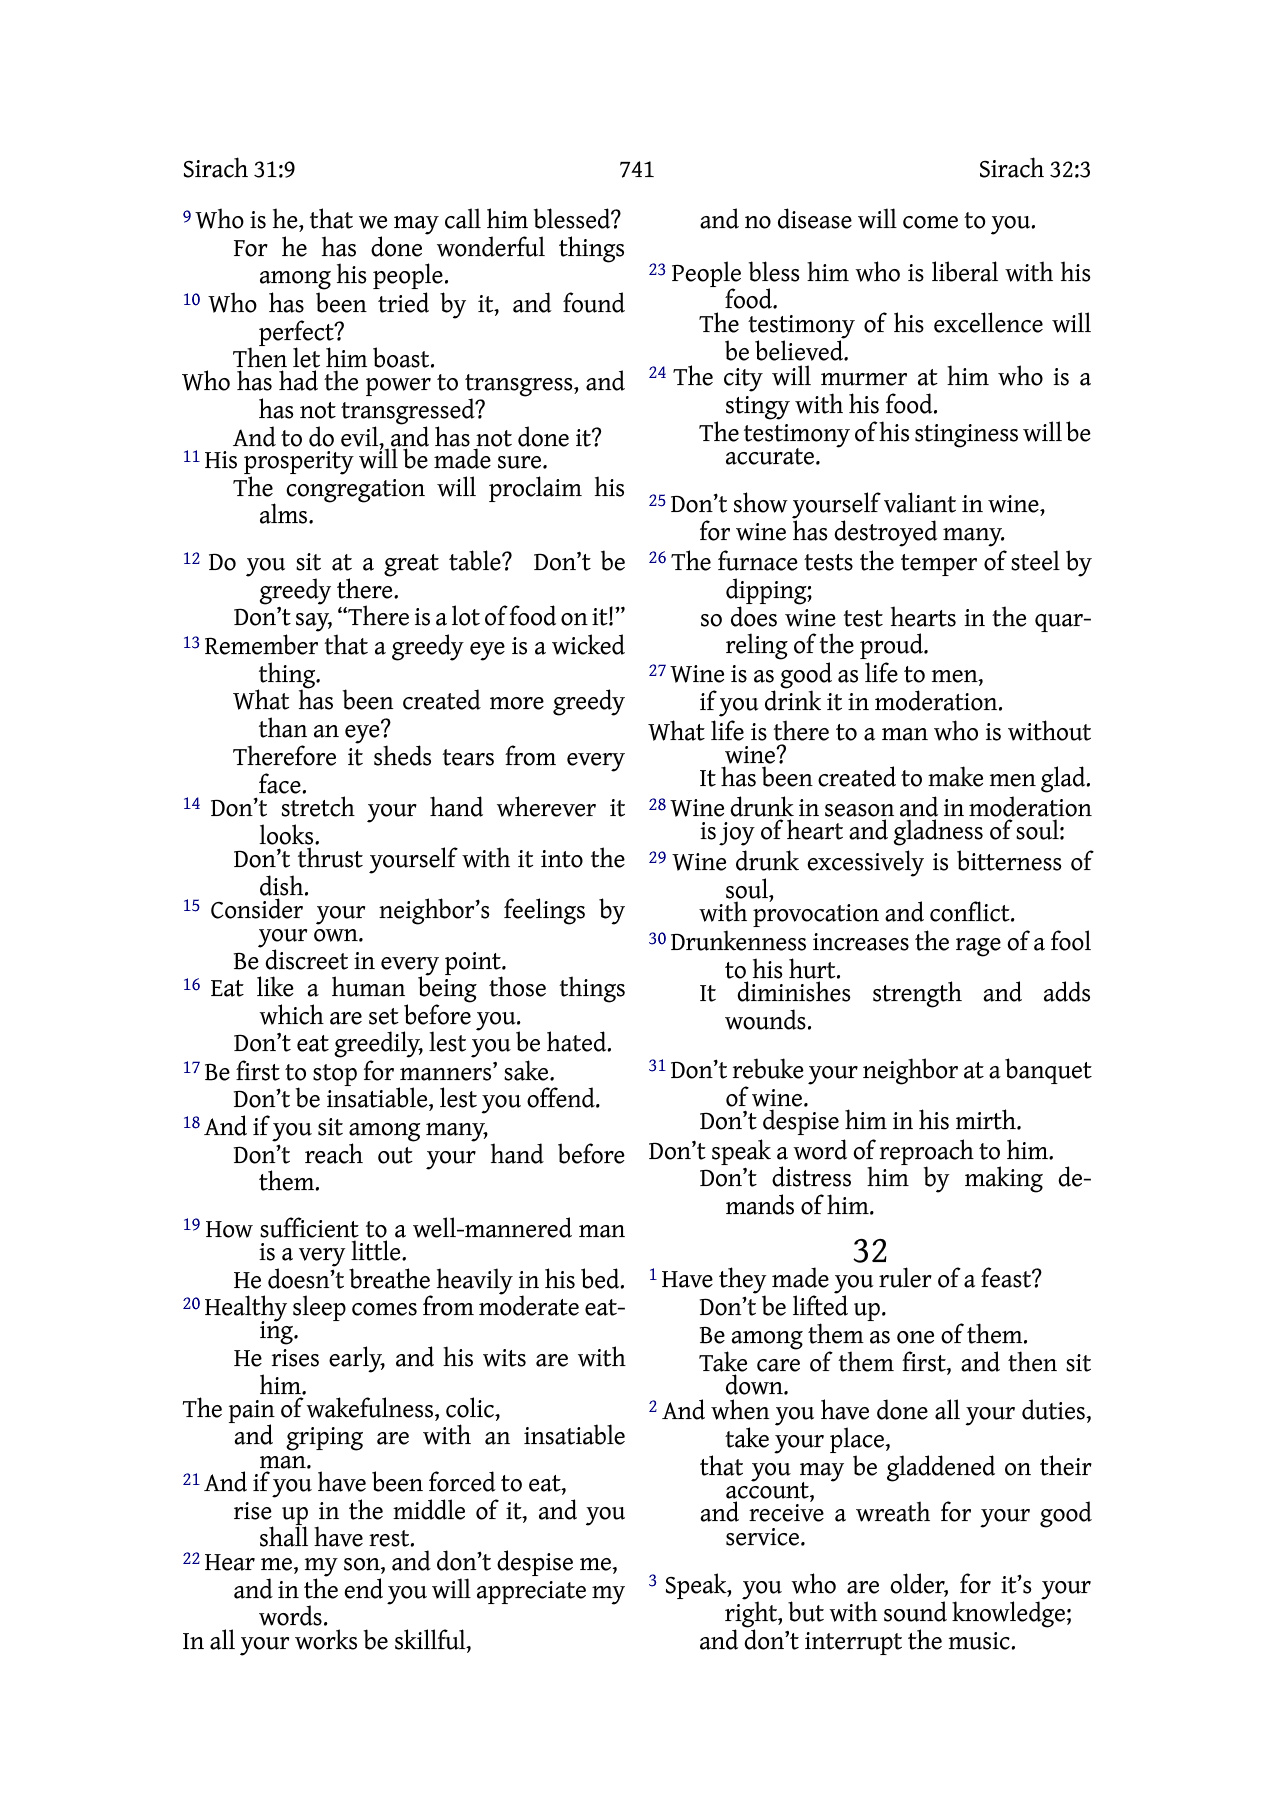 Sirach 31:9
741
Sirach 32:3
9 Who is he, that we may call him blessed?
For he has done wonderful things
among his people.
10 Who has been tried by it, and found
perfect?
Then let him boast.
Who has had the power to transgress, and
has not transgressed?
And to do evil, and has not done it?
11 His prosperity will be made sure.
The congregation will proclaim his
alms.
12 Do you sit at a great table? Don’t be
greedy there.
Don’t say, “There is a lot of food on it!”
13 Remember that a greedy eye is a wicked
thing.
What has been created more greedy
than an eye?
Therefore it sheds tears from every
face.
14 Don’t stretch your hand wherever it
looks.
Don’t thrust yourself with it into the
dish.
15 Consider your neighbor’s feelings by
your own.
Be discreet in every point.
16 Eat like a human being those things
which are set before you.
Don’t eat greedily, lest you be hated.
17 Be first to stop for manners’ sake.
Don’t be insatiable, lest you offend.
18 And if you sit among many,
Don’t reach out your hand before
them.
19 How sufficient to a well-mannered man
is a very little.
He doesn’t breathe heavily in his bed.
20 Healthy sleep comes from moderate eat-
ing.
He rises early, and his wits are with
him.
The pain of wakefulness, colic,
and griping are with an insatiable
man.
21 And if you have been forced to eat,
rise up in the middle of it, and you
shall have rest.
22 Hear me, my son, and don’t despise me,
and in the end you will appreciate my
words.
In all your works be skillful,
and no disease will come to you.
23 People bless him who is liberal with his
food.
The testimony of his excellence will
be believed.
24 The city will murmer at him who is a
stingy with his food.
The testimony of his stinginess will be
accurate.
25 Don’t show yourself valiant in wine,
for wine has destroyed many.
26 The furnace tests the temper of steel by
dipping;
so does wine test hearts in the quar-
reling of the proud.
27 Wine is as good as life to men,
if you drink it in moderation.
What life is there to a man who is without
wine?
It has been created to make men glad.
28 Wine drunk in season and in moderation
is joy of heart and gladness of soul:
29 Wine drunk excessively is bitterness of
soul,
with provocation and conflict.
30 Drunkenness increases the rage of a fool
to his hurt.
It diminishes strength and adds
wounds.
31 Don’t rebuke your neighbor at a banquet
of wine.
Don’t despise him in his mirth.
Don’t speak a word of reproach to him.
Don’t distress him by making de-
mands of him.
32
1 Have they made you ruler of a feast?
Don’t be lifted up.
Be among them as one of them.
Take care of them first, and then sit
down.
2 And when you have done all your duties,
take your place,
that you may be gladdened on their
account,
and receive a wreath for your good
service.
3 Speak, you who are older, for it’s your
right, but with sound knowledge;
and don’t interrupt the music.